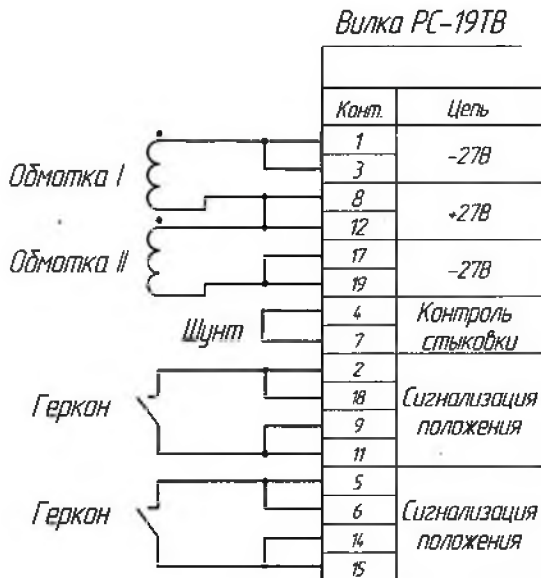 Вилка РС-19ТВ
Конт.
Цепь
Обмотка I
1
3
-27В
8
12
+27В
Обмотка II
17
19
-27В
Шунт
4
7
Контроль
стыковки
Геркон
2
18
9
11
Сигнализация
положения
Геркон
5
6
14
15
Сигнализация
положения